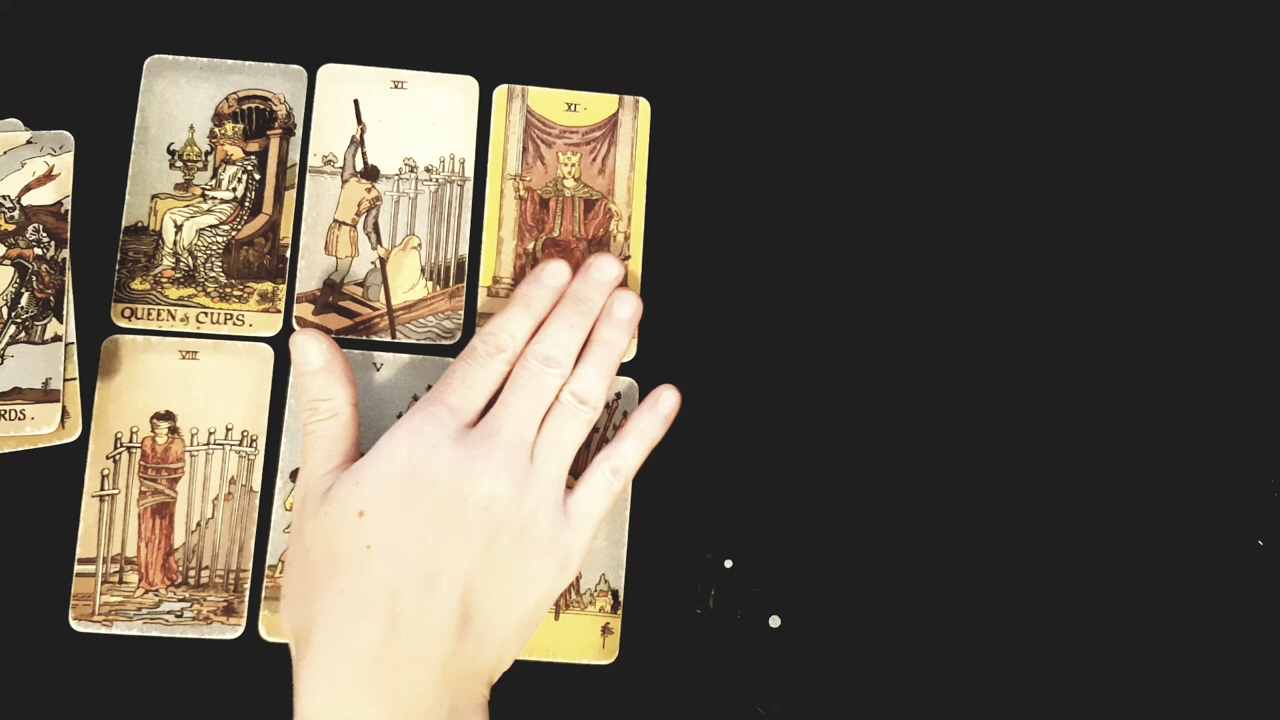 VI
XI.
QUEEN of CUPS.
VIII
V
RDS.